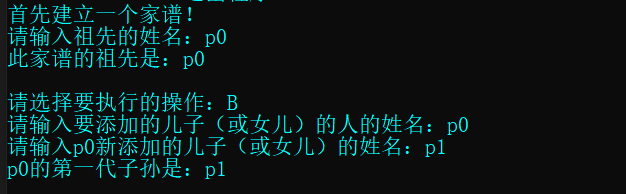 首先建立一个家谱！
请输入祖先的姓名：p0
此家谱的祖先是：p0
请选择要执行的操作：B
请输入要添加的儿子（或女儿）的人的姓名：p0
请输入p0新添加的儿子（或女儿）的姓名：p1
p0的第一代子孙是：p1